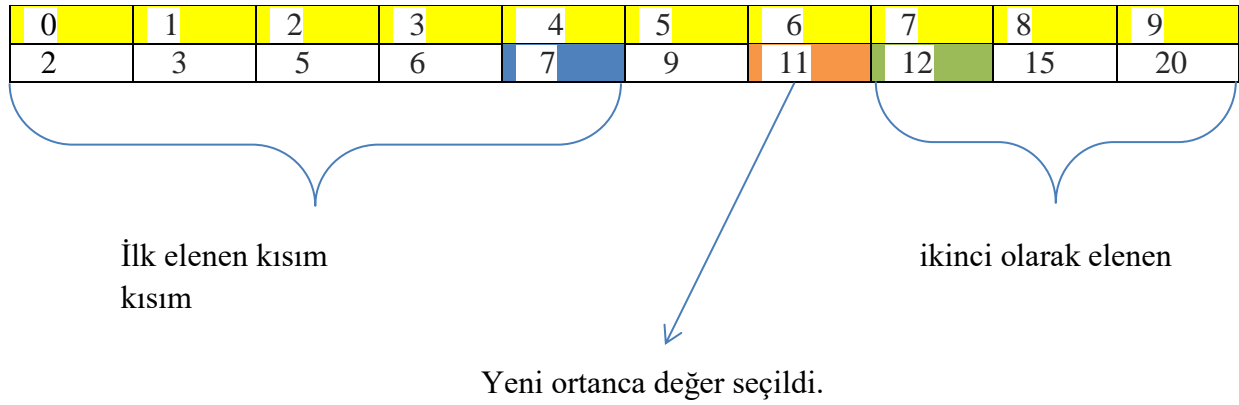 0 1 2 3 4 5 6 7 8 9
2 3 5 6 7 9 11 12 15 20
İlk elenen kısım ikinci olarak elenen
kısım
Yeni ortanca değer seçildi.